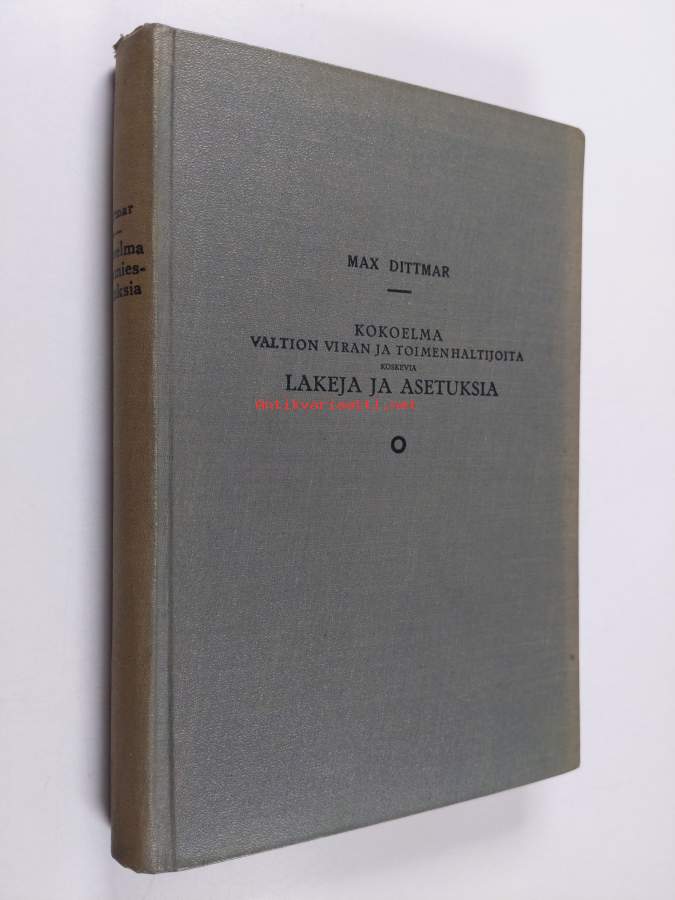 MAX DITTMAR
KOKOELMA
VALTION VIRAN JA TOIMENHALTIJOITA
KOSKEVIA
LAKEJA JA ASETUKSIA
Antikvariaatti.net